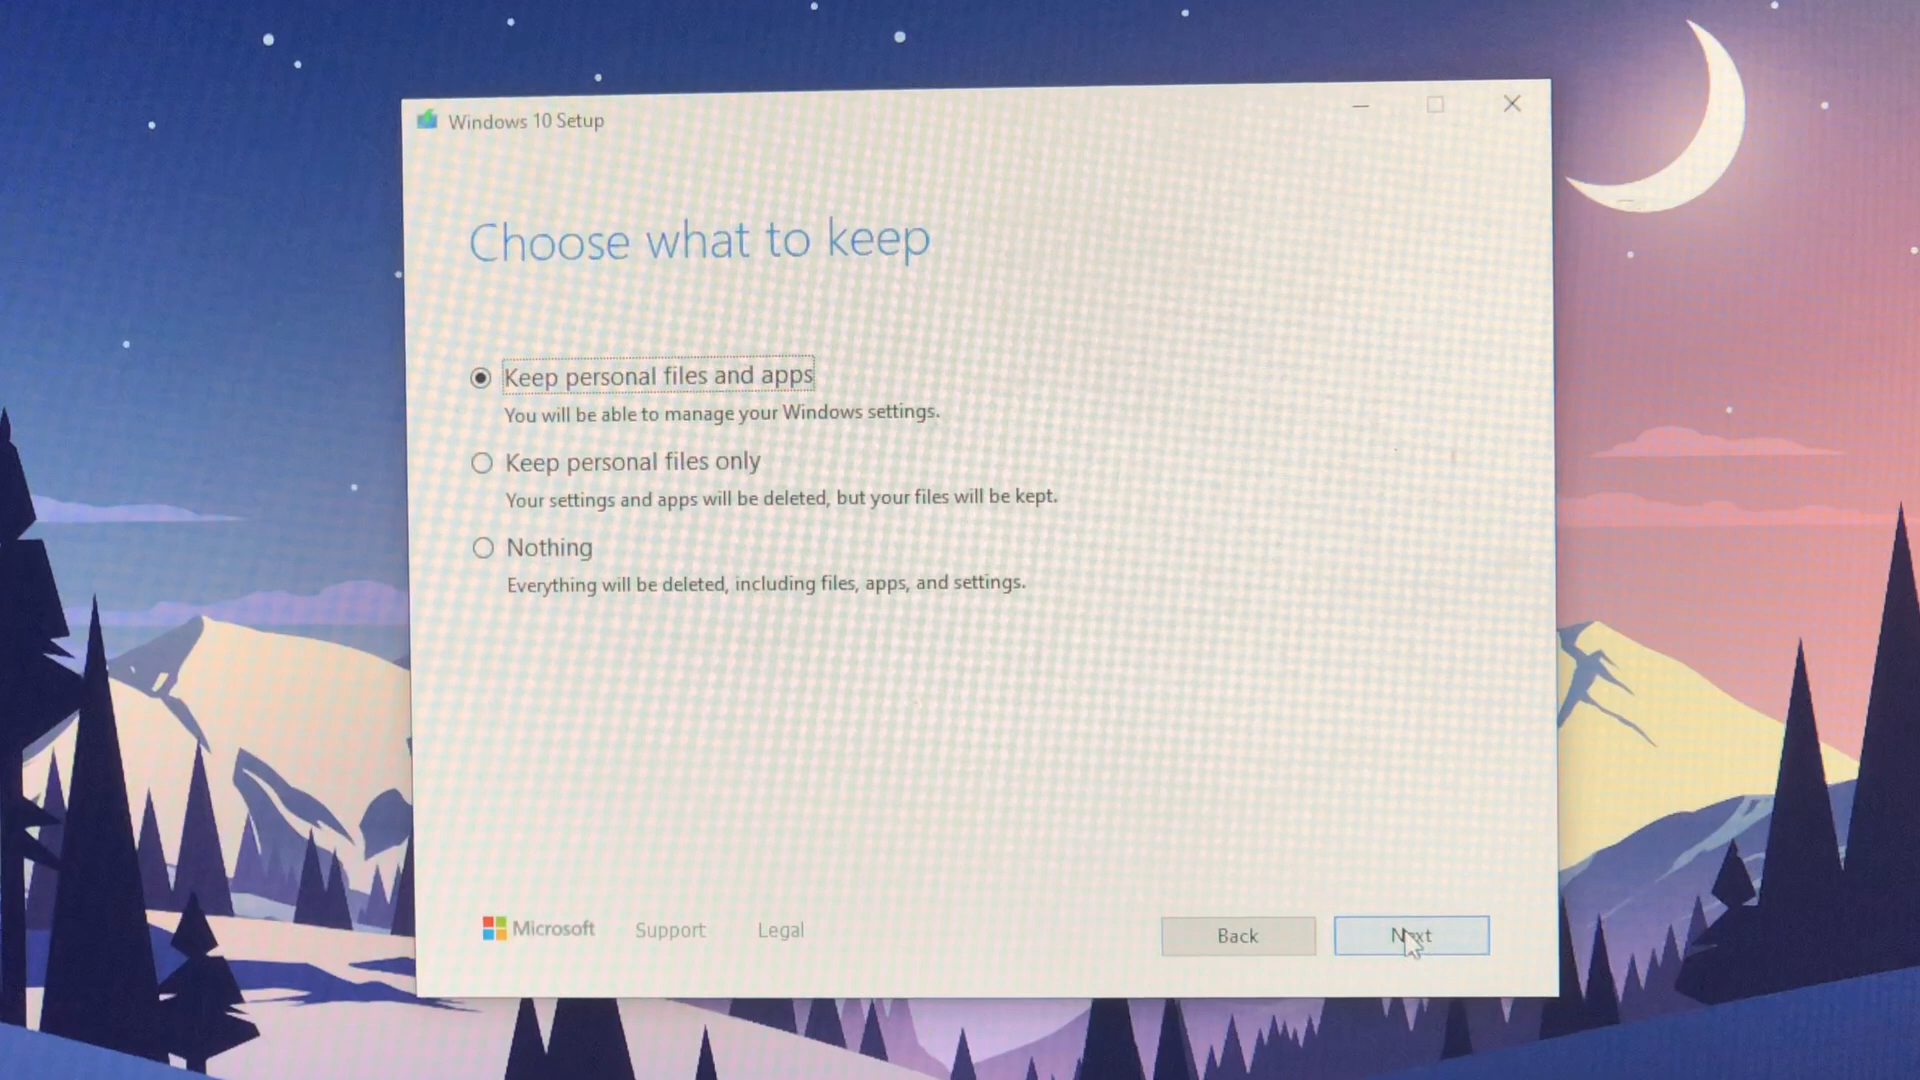 Windows 10 Setup
Choose what to keep
Keep personal files and apps
You will be able to manage your Windows settings.
Keep personal files only
Your settings and apps will be deleted, but your files will be kept.
Nothing
Everything will be deleted, including files, apps, and settings.
Microsoft Support Legal Back Next